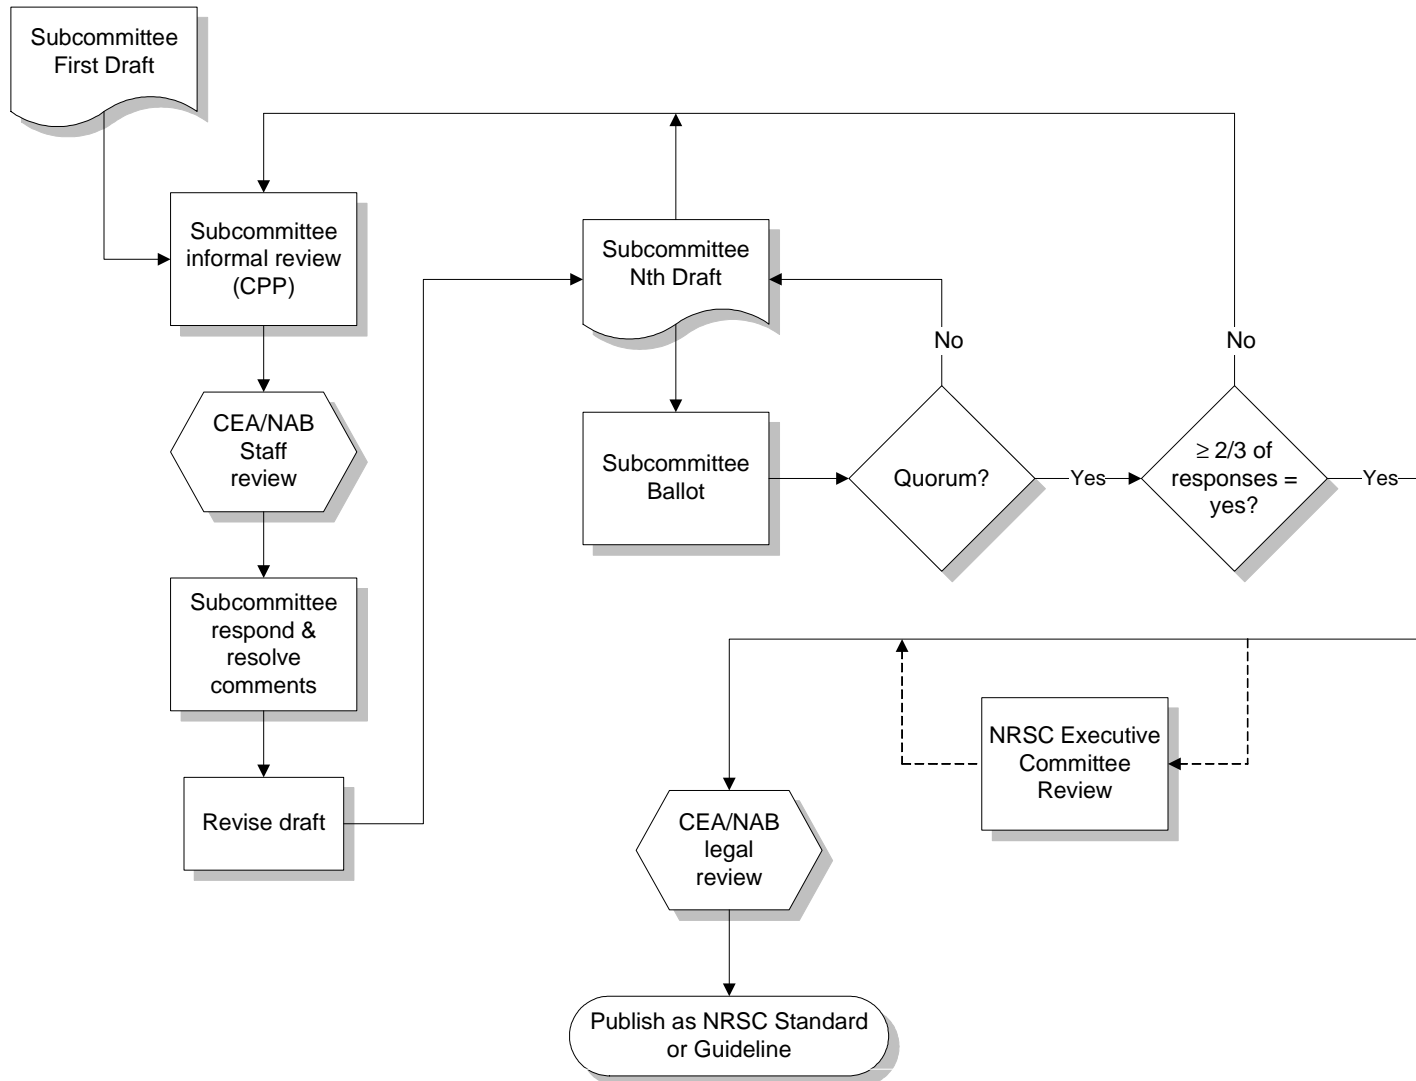 Subcommittee
First Draft
Subcommittee
informal review
(CPP)
CEA/NAB
Staff
review
Subcommittee
respond &
resolve
comments
Revise draft
Subcommittee
Nth Draft
Subcommittee
Ballot
No
Quorum?
Yes
No
≥ 2/3 of
responses =
yes?
Yes
NRSC Executive
Committee
Review
CEA/NAB
legal
review
Publish as NRSC Standard
or Guideline